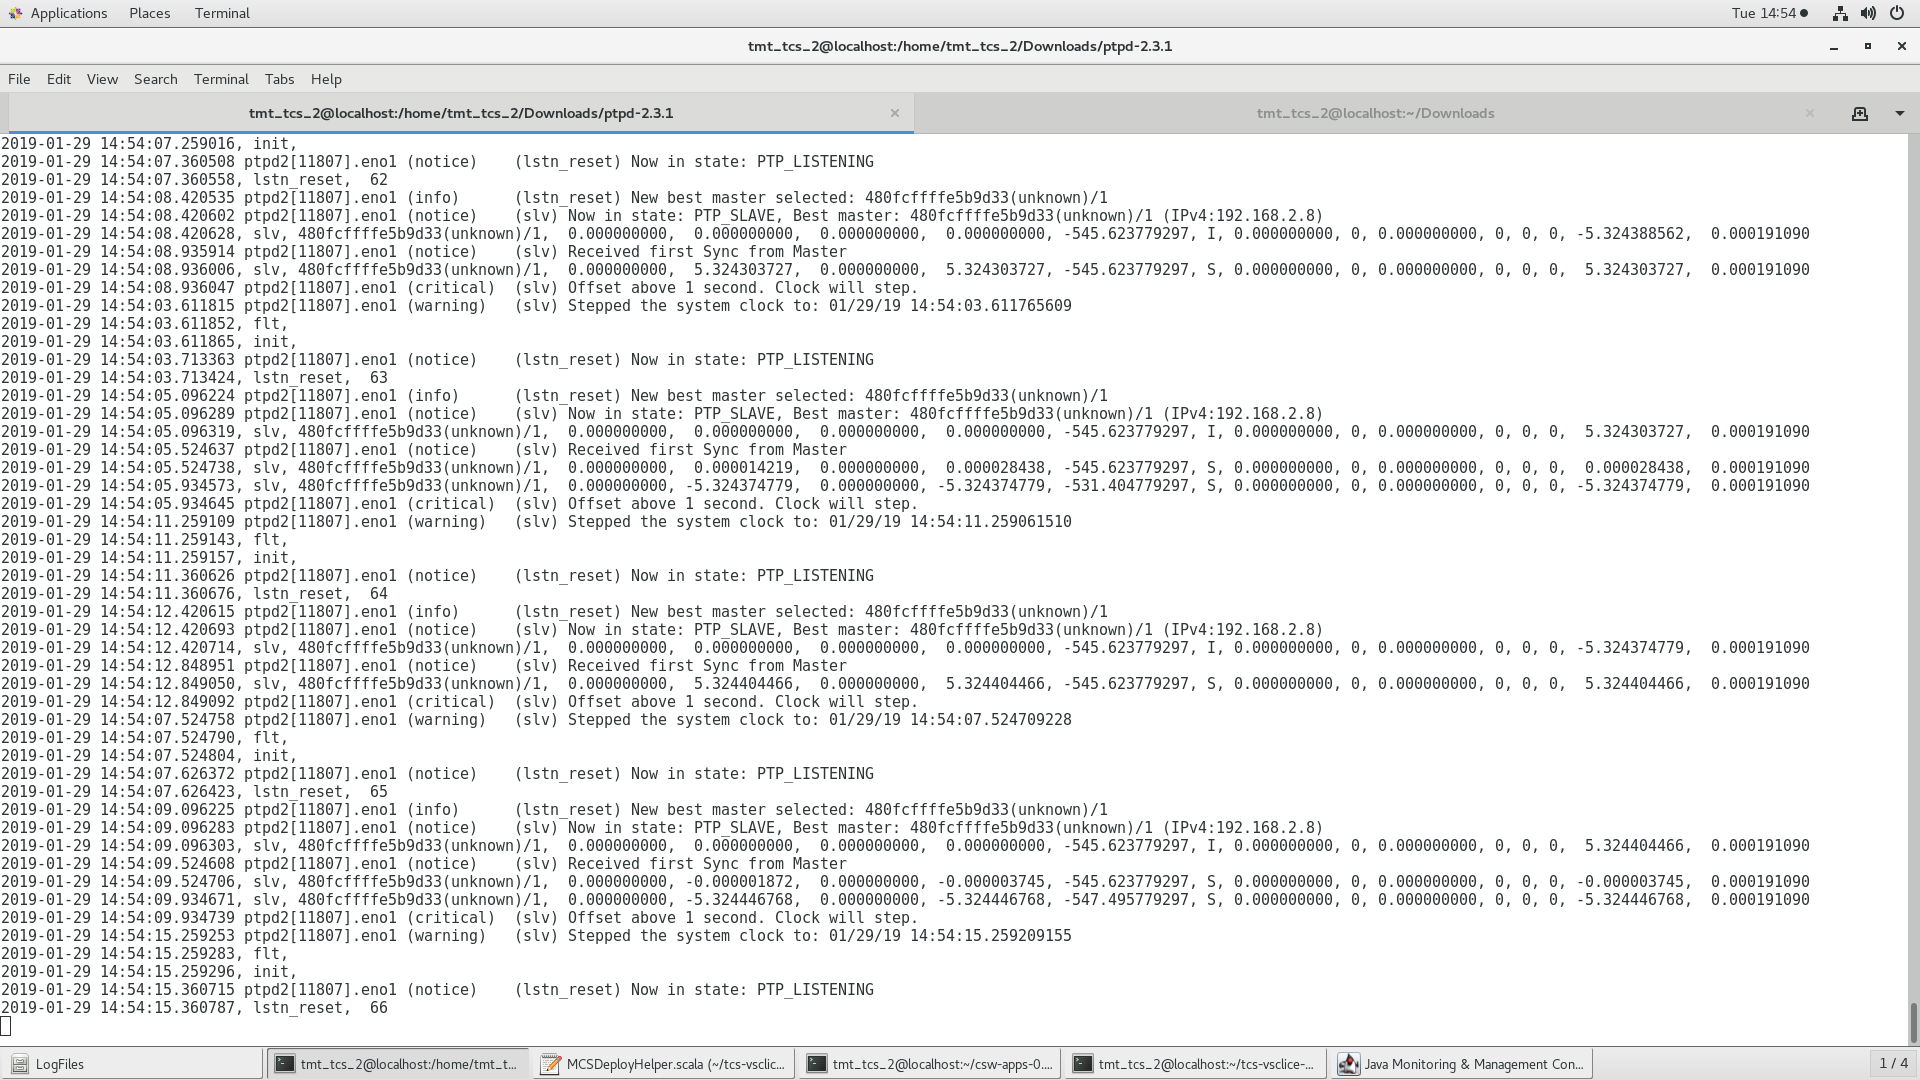 Applications Places Terminal Tue 14:54
tmt_tcs_2@localhost:/home/tmt_tcs_2/Downloads/ptpd-2.3.1
File Edit View Search Terminal Tabs Help
tmt_tcs_2@localhost:/home/tmt_tcs_2/Downloads/ptpd-2.3.1 tmt_tcs_2@localhost:~/Downloads
2019-01-29 14:54:07.259016, init,
2019-01-29 14:54:07.360508 ptpd2[11807].eno1 (notice)    (lstn_reset) Now in state: PTP_LISTENING
2019-01-29 14:54:07.360558, lstn_reset,  62
2019-01-29 14:54:08.420535 ptpd2[11807].eno1 (info)      (lstn_reset) New best master selected: 480fcffffe5b9d33(unknown)/1
2019-01-29 14:54:08.420602 ptpd2[11807].eno1 (notice)    (slv) Now in state: PTP_SLAVE, Best master: 480fcffffe5b9d33(unknown)/1 (IPv4:192.168.2.8)
2019-01-29 14:54:08.420628, slv, 480fcffffe5b9d33(unknown)/1,  0.000000000,  0.000000000,  0.000000000,  0.000000000, -545.623779297, I, 0.000000000, 0, 0.000000000, 0, 0, 0, -5.324388562,  0.000191090
2019-01-29 14:54:08.935914 ptpd2[11807].eno1 (notice)    (slv) Received first Sync from Master
2019-01-29 14:54:08.936006, slv, 480fcffffe5b9d33(unknown)/1,  0.000000000,  5.324303727,  0.000000000,  5.324303727, -545.623779297, S, 0.000000000, 0, 0.000000000, 0, 0, 0,  5.324303727,  0.000191090
2019-01-29 14:54:08.936047 ptpd2[11807].eno1 (critical)  (slv) Offset above 1 second. Clock will step.
2019-01-29 14:54:03.611815 ptpd2[11807].eno1 (warning)   (slv) Stepped the system clock to: 01/29/19 14:54:03.611765609
2019-01-29 14:54:03.611852, flt,
2019-01-29 14:54:03.611865, init,
2019-01-29 14:54:03.713363 ptpd2[11807].eno1 (notice)    (lstn_reset) Now in state: PTP_LISTENING
2019-01-29 14:54:03.713424, lstn_reset,  63
2019-01-29 14:54:05.096224 ptpd2[11807].eno1 (info)      (lstn_reset) New best master selected: 480fcffffe5b9d33(unknown)/1
2019-01-29 14:54:05.096289 ptpd2[11807].eno1 (notice)    (slv) Now in state: PTP_SLAVE, Best master: 480fcffffe5b9d33(unknown)/1 (IPv4:192.168.2.8)
2019-01-29 14:54:05.096319, slv, 480fcffffe5b9d33(unknown)/1,  0.000000000,  0.000000000,  0.000000000,  0.000000000, -545.623779297, I, 0.000000000, 0, 0.000000000, 0, 0, 0,  5.324303727,  0.000191090
2019-01-29 14:54:05.524637 ptpd2[11807].eno1 (notice)    (slv) Received first Sync from Master
2019-01-29 14:54:05.524738, slv, 480fcffffe5b9d33(unknown)/1,  0.000000000,  0.000014219,  0.000000000,  0.000028438, -545.623779297, S, 0.000000000, 0, 0.000000000, 0, 0, 0,  0.000028438,  0.000191090
2019-01-29 14:54:05.934573, slv, 480fcffffe5b9d33(unknown)/1,  0.000000000, -5.324374779,  0.000000000, -5.324374779, -531.404779297, S, 0.000000000, 0, 0.000000000, 0, 0, 0, -5.324374779,  0.000191090
2019-01-29 14:54:05.934645 ptpd2[11807].eno1 (critical)  (slv) Offset above 1 second. Clock will step.
2019-01-29 14:54:11.259109 ptpd2[11807].eno1 (warning)   (slv) Stepped the system clock to: 01/29/19 14:54:11.259061510
2019-01-29 14:54:11.259143, flt,
2019-01-29 14:54:11.259157, init,
2019-01-29 14:54:11.360626 ptpd2[11807].eno1 (notice)    (lstn_reset) Now in state: PTP_LISTENING
2019-01-29 14:54:11.360676, lstn_reset,  64
2019-01-29 14:54:12.420615 ptpd2[11807].eno1 (info)      (lstn_reset) New best master selected: 480fcffffe5b9d33(unknown)/1
2019-01-29 14:54:12.420693 ptpd2[11807].eno1 (notice)    (slv) Now in state: PTP_SLAVE, Best master: 480fcffffe5b9d33(unknown)/1 (IPv4:192.168.2.8)
2019-01-29 14:54:12.420714, slv, 480fcffffe5b9d33(unknown)/1,  0.000000000,  0.000000000,  0.000000000,  0.000000000, -545.623779297, I, 0.000000000, 0, 0.000000000, 0, 0, 0, -5.324374779,  0.000191090
2019-01-29 14:54:12.848951 ptpd2[11807].eno1 (notice)    (slv) Received first Sync from Master
2019-01-29 14:54:12.849050, slv, 480fcffffe5b9d33(unknown)/1,  0.000000000,  5.324404466,  0.000000000,  5.324404466, -545.623779297, S, 0.000000000, 0, 0.000000000, 0, 0, 0,  5.324404466,  0.000191090
2019-01-29 14:54:12.849092 ptpd2[11807].eno1 (critical)  (slv) Offset above 1 second. Clock will step.
2019-01-29 14:54:07.524758 ptpd2[11807].eno1 (warning)   (slv) Stepped the system clock to: 01/29/19 14:54:07.524709228
2019-01-29 14:54:07.524790, flt,
2019-01-29 14:54:07.524804, init,
2019-01-29 14:54:07.626372 ptpd2[11807].eno1 (notice)    (lstn_reset) Now in state: PTP_LISTENING
2019-01-29 14:54:07.626423, lstn_reset,  65
2019-01-29 14:54:09.096225 ptpd2[11807].eno1 (info)      (lstn_reset) New best master selected: 480fcffffe5b9d33(unknown)/1
2019-01-29 14:54:09.096283 ptpd2[11807].eno1 (notice)    (slv) Now in state: PTP_SLAVE, Best master: 480fcffffe5b9d33(unknown)/1 (IPv4:192.168.2.8)
2019-01-29 14:54:09.096303, slv, 480fcffffe5b9d33(unknown)/1,  0.000000000,  0.000000000,  0.000000000,  0.000000000, -545.623779297, I, 0.000000000, 0, 0.000000000, 0, 0, 0,  5.324404466,  0.000191090
2019-01-29 14:54:09.524608 ptpd2[11807].eno1 (notice)    (slv) Received first Sync from Master
2019-01-29 14:54:09.524706, slv, 480fcffffe5b9d33(unknown)/1,  0.000000000, -0.000001872,  0.000000000, -0.000003745, -545.623779297, S, 0.000000000, 0, 0.000000000, 0, 0, 0, -0.000003745,  0.000191090
2019-01-29 14:54:09.934671, slv, 480fcffffe5b9d33(unknown)/1,  0.000000000, -5.324446768,  0.000000000, -5.324446768, -547.495779297, S, 0.000000000, 0, 0.000000000, 0, 0, 0, -5.324446768,  0.000191090
2019-01-29 14:54:09.934739 ptpd2[11807].eno1 (critical)  (slv) Offset above 1 second. Clock will step.
2019-01-29 14:54:15.259253 ptpd2[11807].eno1 (warning)   (slv) Stepped the system clock to: 01/29/19 14:54:15.259209155
2019-01-29 14:54:15.259283, flt,
2019-01-29 14:54:15.259296, init,
2019-01-29 14:54:15.360715 ptpd2[11807].eno1 (notice)    (lstn_reset) Now in state: PTP_LISTENING
2019-01-29 14:54:15.360787, lstn_reset,  66
LogFiles tmt_tcs_2@localhost:/home/tmt_t... MCSDeployHelper.scala (~/tcs-vsclic... tmt_tcs_2@localhost:~/csw-apps-0.... tmt_tcs_2@localhost:~/tcs-vsclice-... Java Monitoring & Management Con... 1 / 4